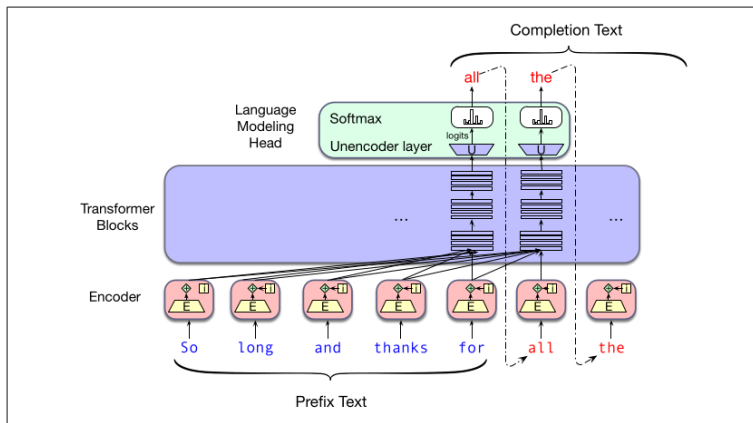 Completion Text
all the
Language Modeling Head
Softmax
logits
Unencoder layer
U U
Transformer Blocks
... ...
Encoder
E E E E E E E
So long and thanks for all the
Prefix Text